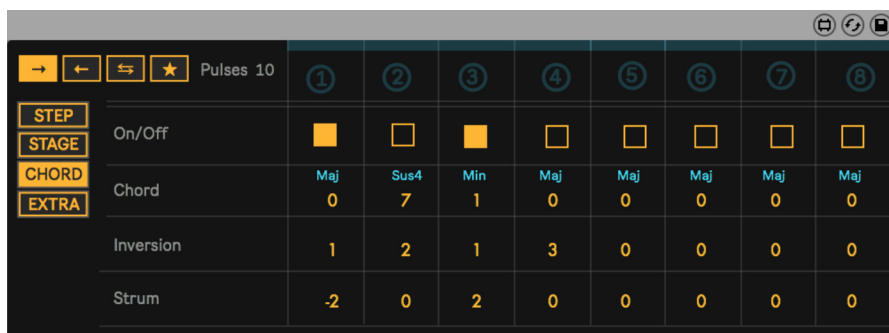 Pulses 10
1 2 3 4 5 6 7 8
STEP
STAGE
CHORD
EXTRA
On/Off
Chord Maj Sus4 Min Maj Maj Maj Maj Maj
0 7 1 0 0 0 0 0
Inversion 1 2 1 3 0 0 0 0
Strum -2 0 2 0 0 0 0 0